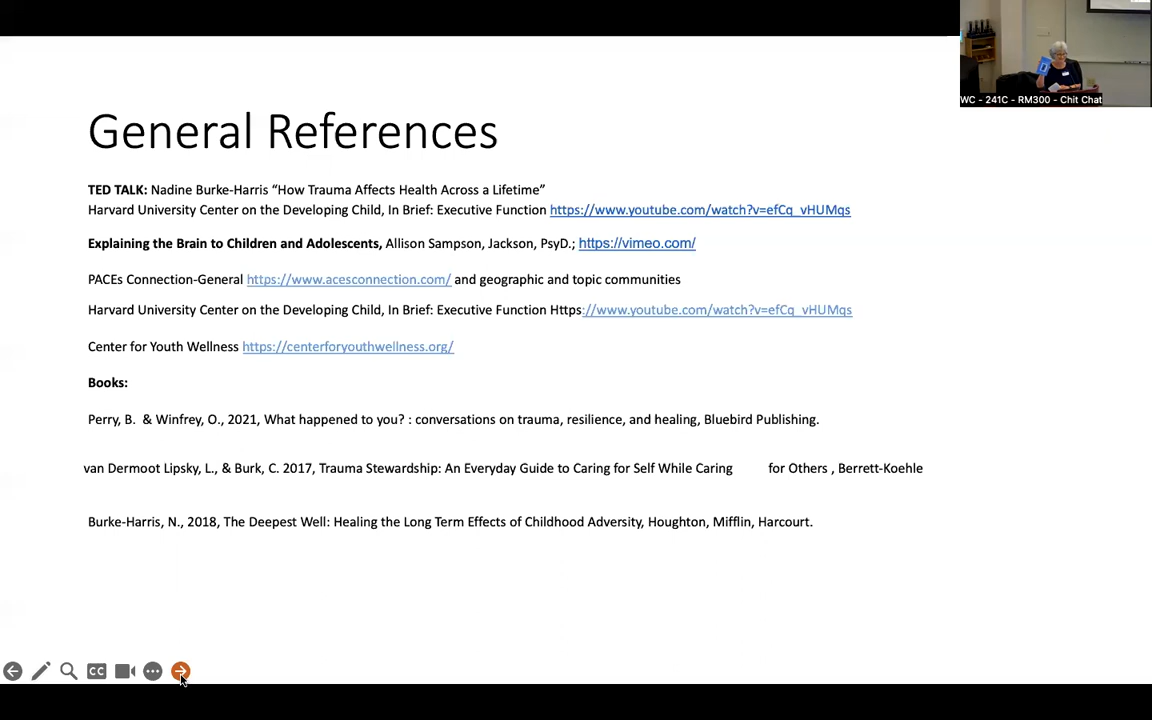 WC - 241C - RM300 - Chit Chat
General References
TED TALK: Nadine Burke-Harris “How Trauma Affects Health Across a Lifetime”
Harvard University Center on the Developing Child, In Brief: Executive Function https://www.youtube.com/watch?v=efCq_vHUMqs
Explaining the Brain to Children and Adolescents, Allison Sampson, Jackson, PsyD.; https://vimeo.com/
PACEs Connection-General https://www.acesconnection.com/ and geographic and topic communities
Harvard University Center on the Developing Child, In Brief: Executive Function Https://www.youtube.com/watch?v=efCq_vHUMqs
Center for Youth Wellness https://centerforyouthwellness.org/
Books:
Perry, B. & Winfrey, O., 2021, What happened to you? : conversations on trauma, resilience, and healing, Bluebird Publishing.
van Dermoot Lipsky, L., & Burk, C. 2017, Trauma Stewardship: An Everyday Guide to Caring for Self While Caring for Others , Berrett-Koehle
Burke-Harris, N., 2018, The Deepest Well: Healing the Long Term Effects of Childhood Adversity, Houghton, Mifflin, Harcourt.
CC